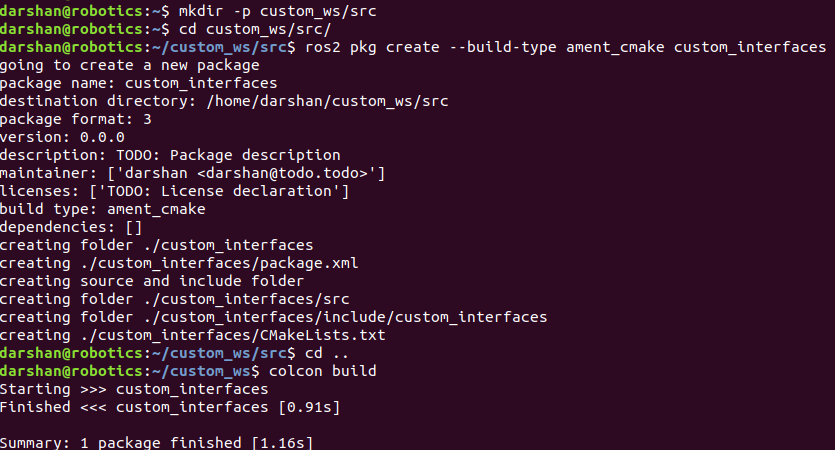 darshan@robotics:~$ mkdir -p custom_ws/src
darshan@robotics:~$ cd custom_ws/src/
darshan@robotics:~/custom_ws/src$ ros2 pkg create --build-type ament_cmake custom_interfaces
going to create a new package
package name: custom_interfaces
destination directory: /home/darshan/custom_ws/src
package format: 3
version: 0.0.0
description: TODO: Package description
maintainer: ['darshan <darshan@todo.todo>']
licenses: ['TODO: License declaration']
build type: ament_cmake
dependencies: []
creating folder ./custom_interfaces
creating ./custom_interfaces/package.xml
creating source and include folder
creating folder ./custom_interfaces/src
creating folder ./custom_interfaces/include/custom_interfaces
creating ./custom_interfaces/CMakeLists.txt
darshan@robotics:~/custom_ws/src$ cd ..
darshan@robotics:~/custom_ws$ colcon build
Starting >>> custom_interfaces
Finished <<< custom_interfaces [0.91s]
Summary: 1 package finished [1.16s]